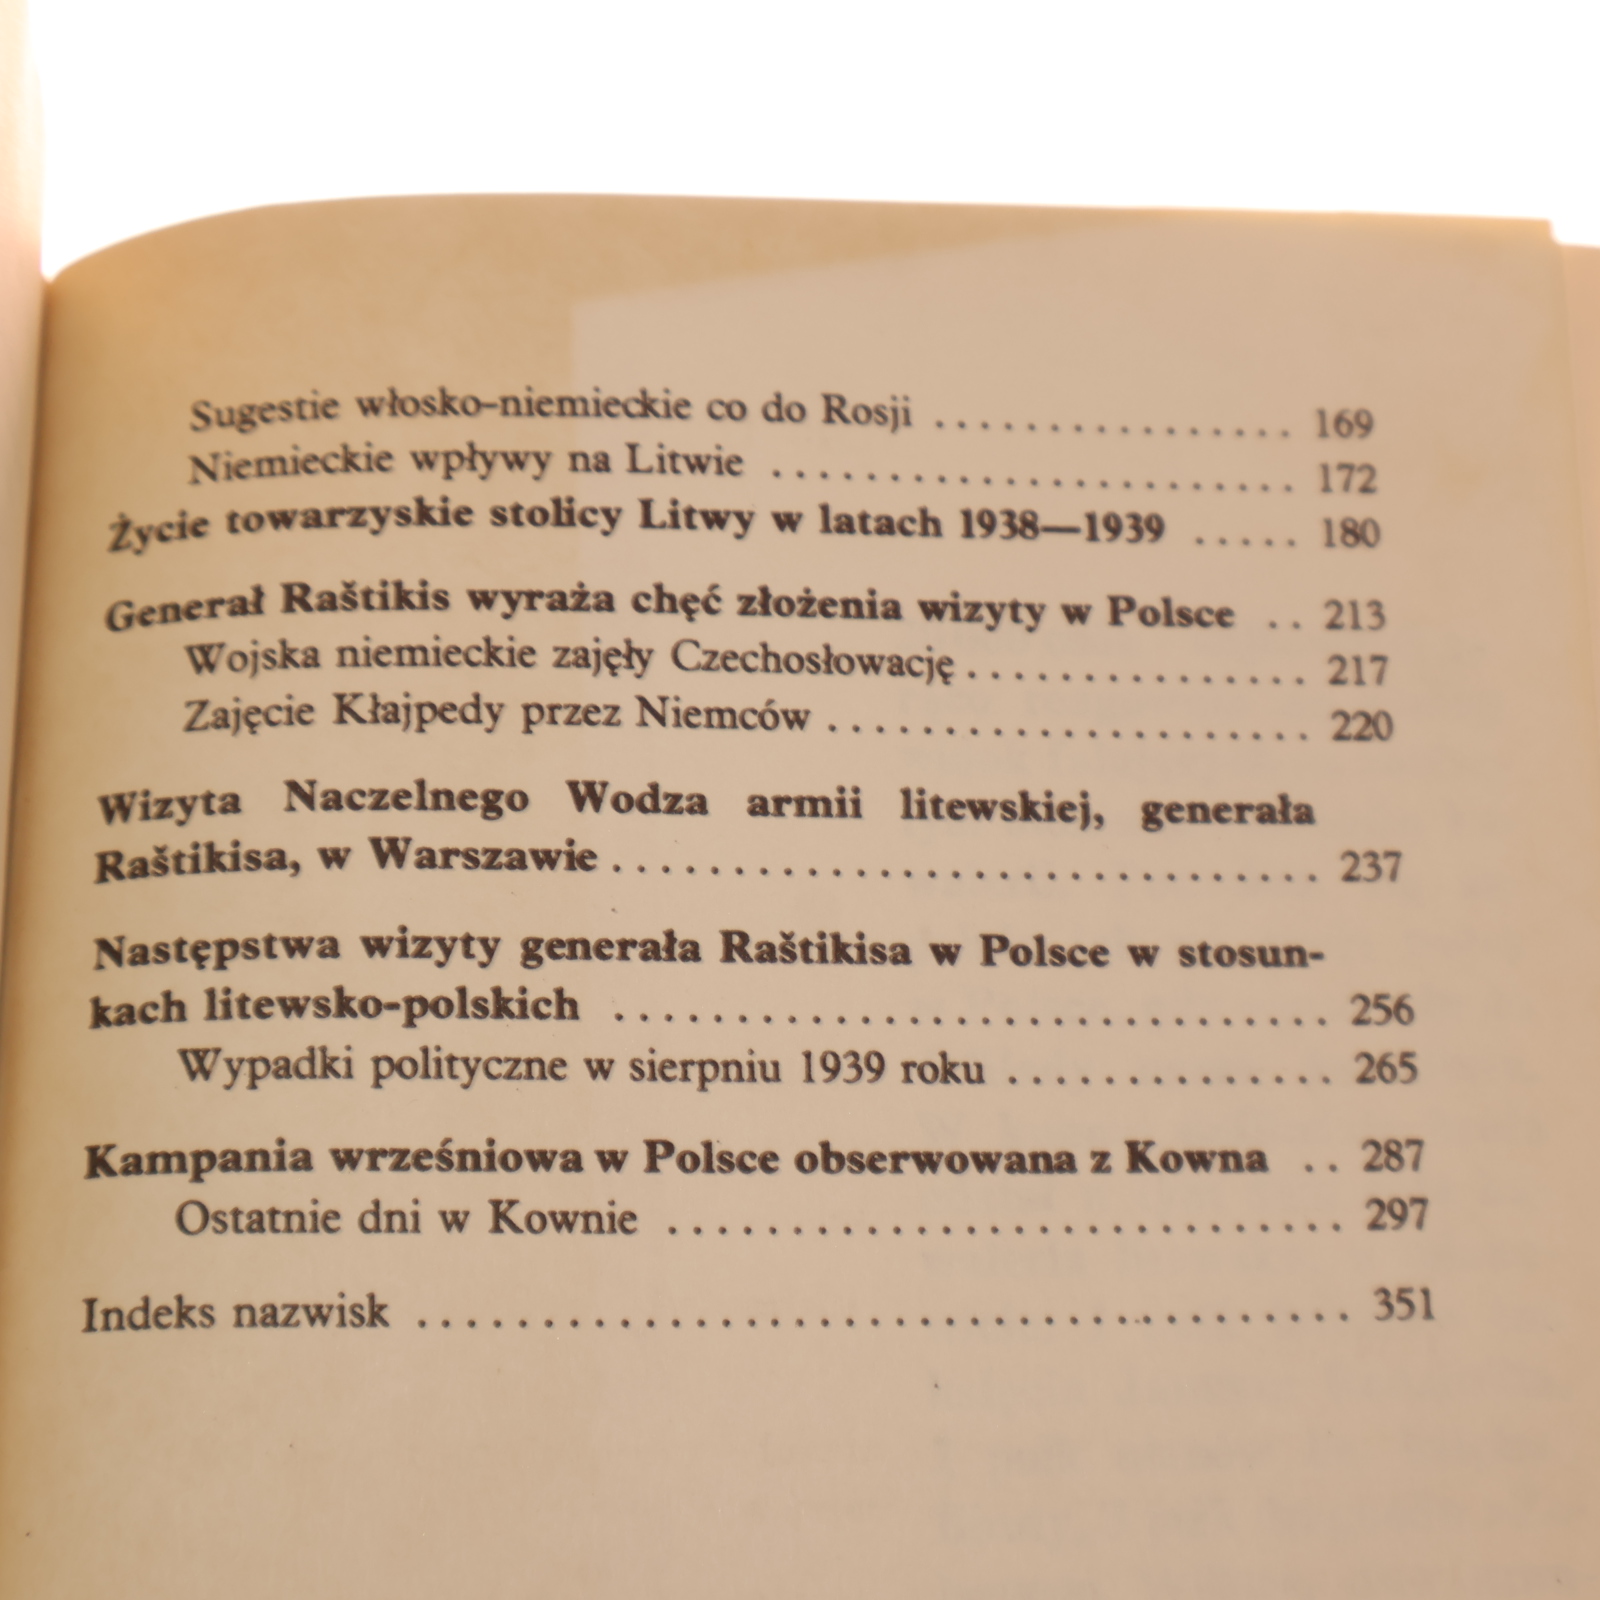 Sugestie włosko-niemieckie co do Rosji . . . . . . . . . . . . . . . . 169
Niemieckie wpływy na Litwie . . . . . . . . . . . . . . . . . . . . . . . 172
Życie towarzyskie stolicy Litwy w latach 1938—1939 . . . . . 180
Generał Raštikis wyraża chęć złożenia wizyty w Polsce . . 213
Wojska niemieckie zajęły Czechosłowację . . . . . . . . . . . . . . . 217
Zajęcie Kłajpedy przez Niemców . . . . . . . . . . . . . . . . . . . . . 220
Wizyta Naczelnego Wodza armii litewskiej, generała
Raštikisa, w Warszawie . . . . . . . . . . . . . . . . . . . . . . . . . . . . . 237
Następstwa wizyty generała Raštikisa w Polsce w stosun-
kach litewsko-polskich . . . . . . . . . . . . . . . . . . . . . . . . . . . . . 256
Wypadki polityczne w sierpniu 1939 roku . . . . . . . . . . . . . . 265
Kampania wrześniowa w Polsce obserwowana z Kowna . . 287
Ostatnie dni w Kownie . . . . . . . . . . . . . . . . . . . . . . . . . . . 297
Indeks nazwisk . . . . . . . . . . . . . . . . . . . . . . . . . . . . . . . . . . . . . 351